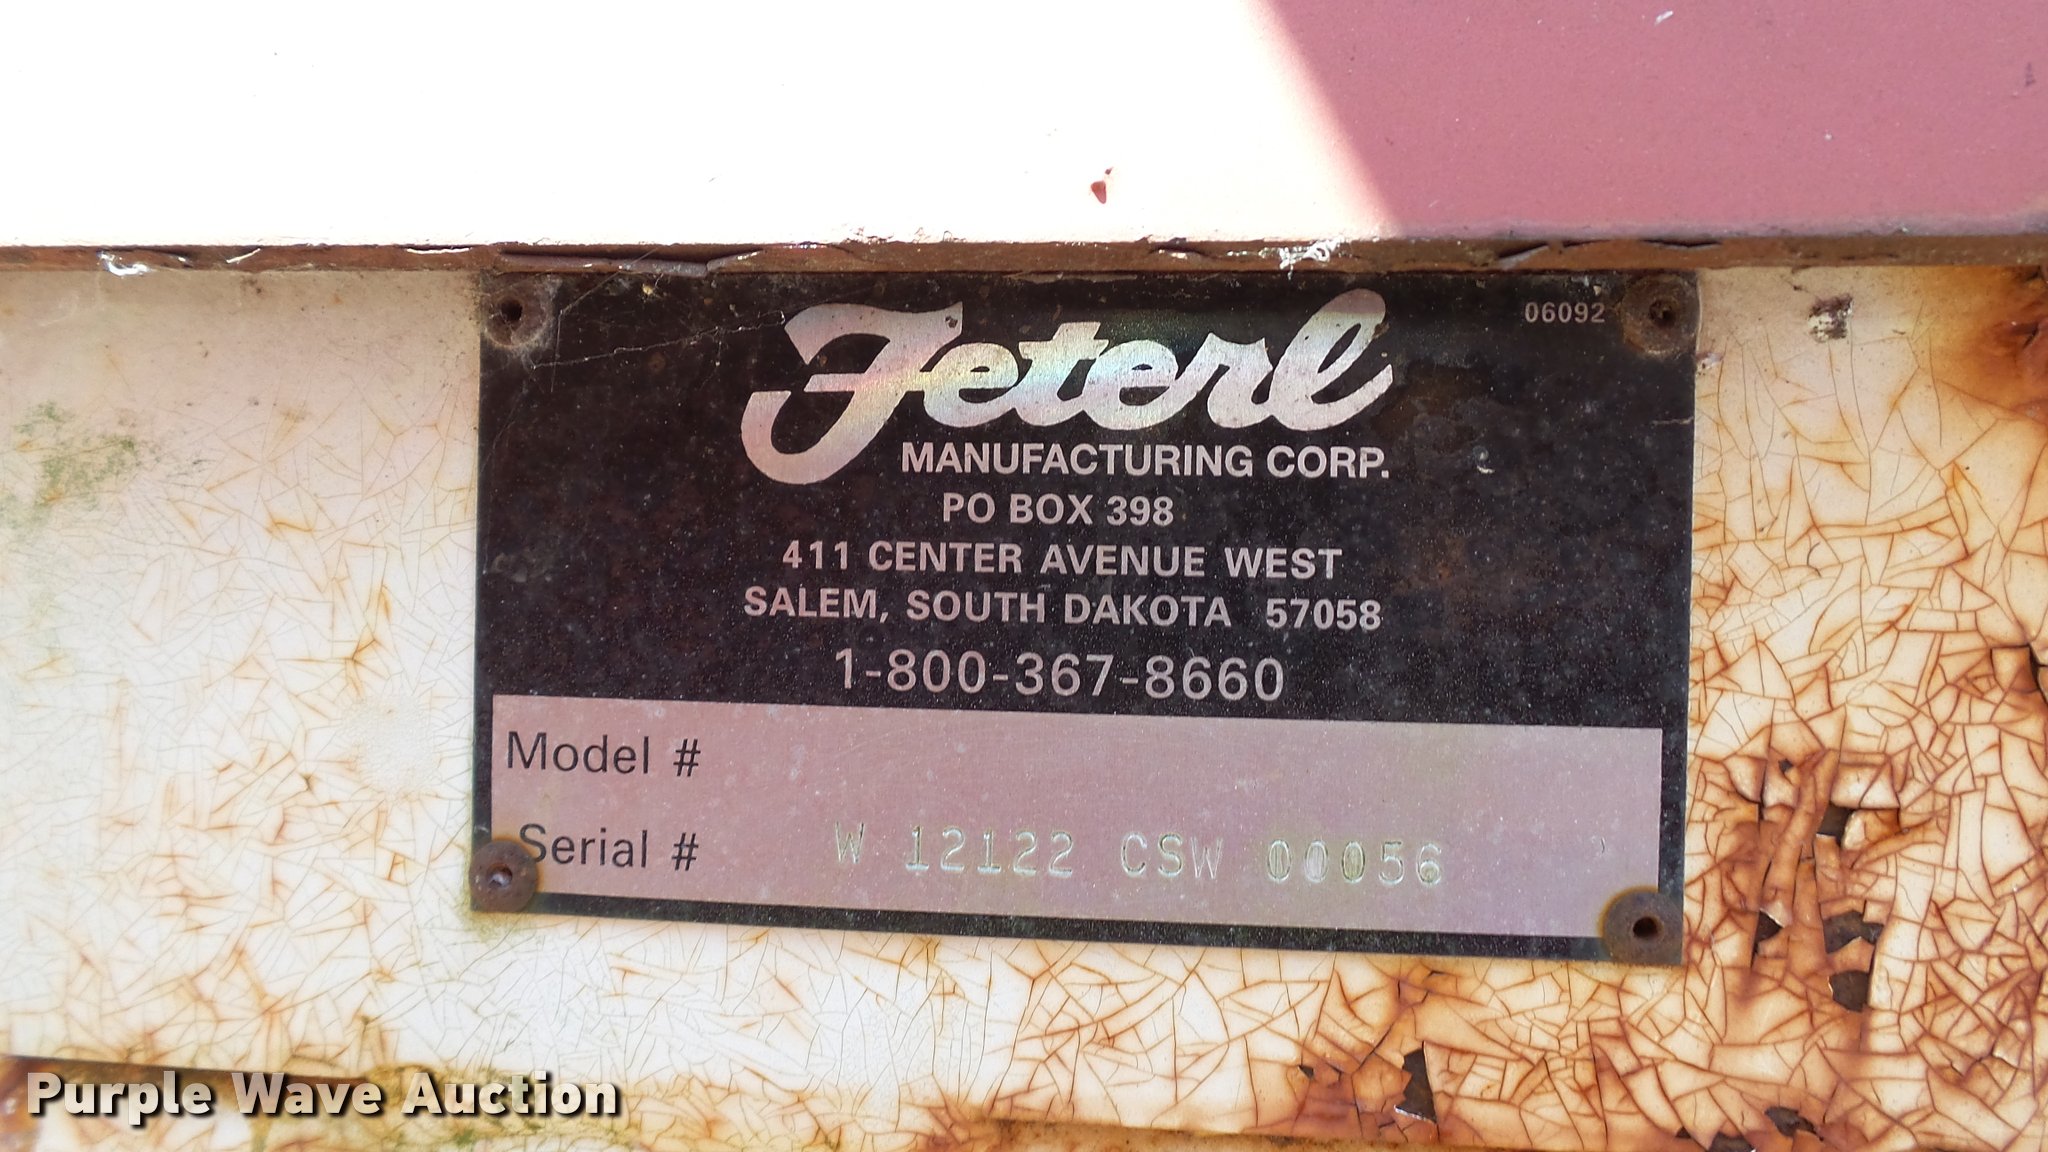 Feterl
06092
MANUFACTURING CORP.
PO BOX 398
411 CENTER AVENUE WEST
SALEM, SOUTH DAKOTA 57058
1-800-367-8660
Model #
Serial # W 12122 CSW 00056
Purple Wave Auction